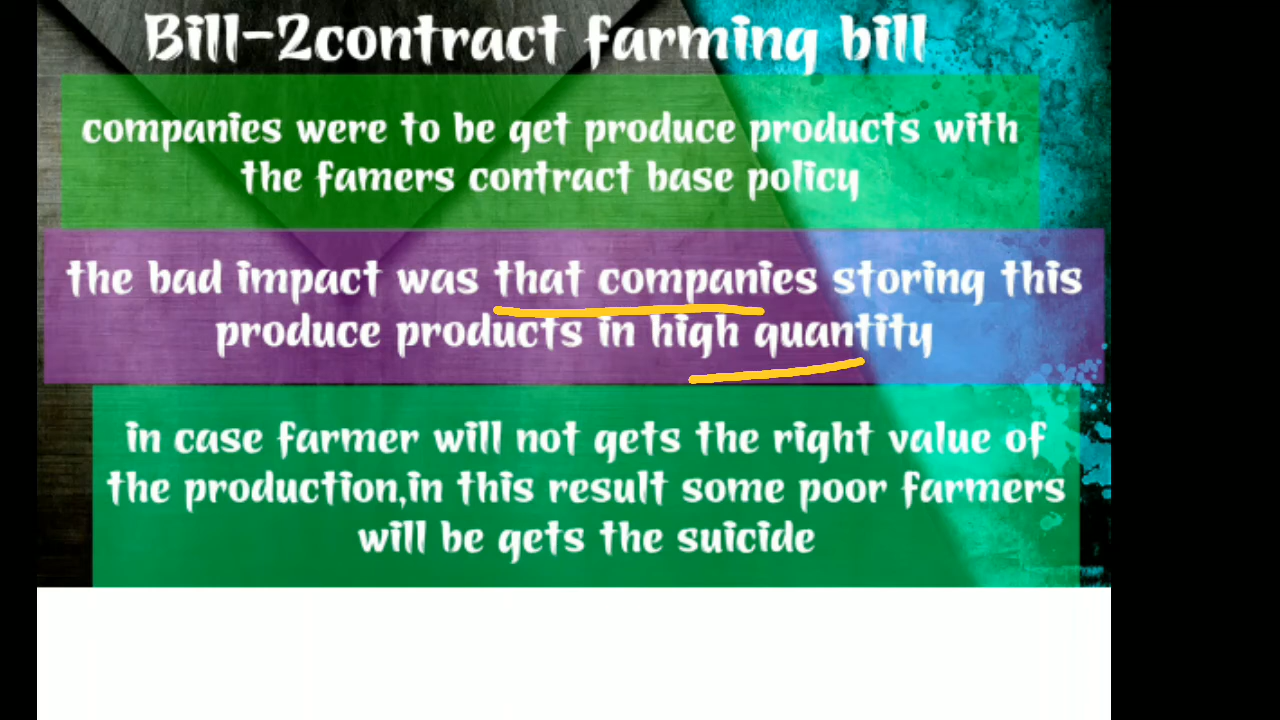 Bill-2contract farming bill
companies were to be get produce products with
the famers contract base policy
the bad impact was that companies storing this
produce products in high quantity
in case farmer will not gets the right value of
the production,in this result some poor farmers
will be gets the suicide